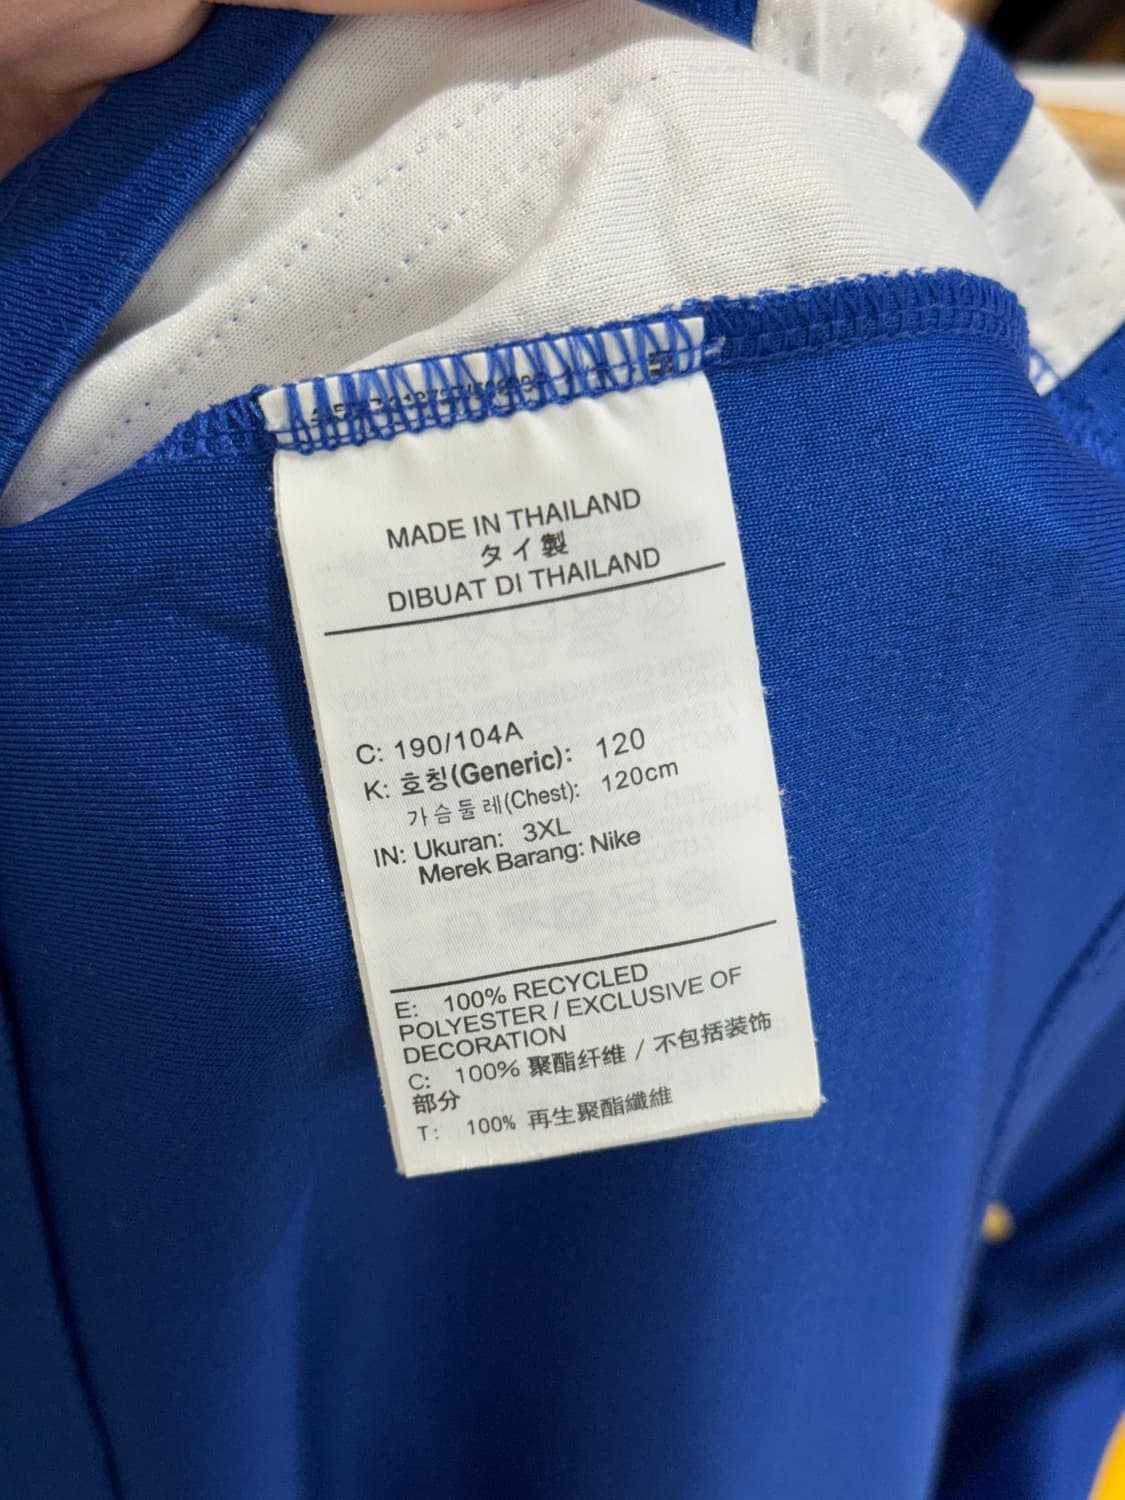 MADE IN THAILAND
タイ製
DIBUAT DI THAILAND
C: 190/104A
K: 호칭(Generic): 120
가슴둘레(Chest): 120cm
IN: Ukuran: 3XL
Merek Barang: Nike
E: 100% RECYCLED
POLYESTER / EXCLUSIVE OF
DECORATION
C: 100% 聚酯纤维 / 不包括装饰
部分
T: 100% 再生聚酯纖維